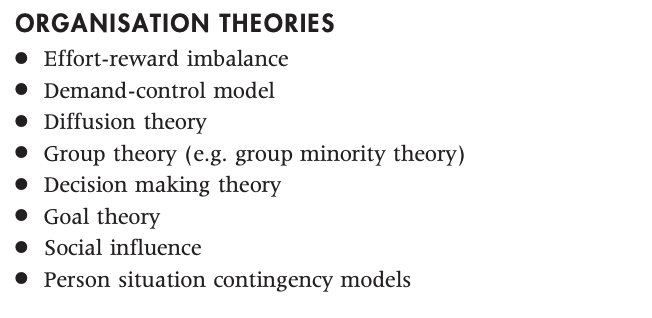 ORGANISATION THEORIES
● Effort-reward imbalance
● Demand-control model
● Diffusion theory
● Group theory (e.g. group minority theory)
● Decision making theory
● Goal theory
● Social influence
● Person situation contingency models